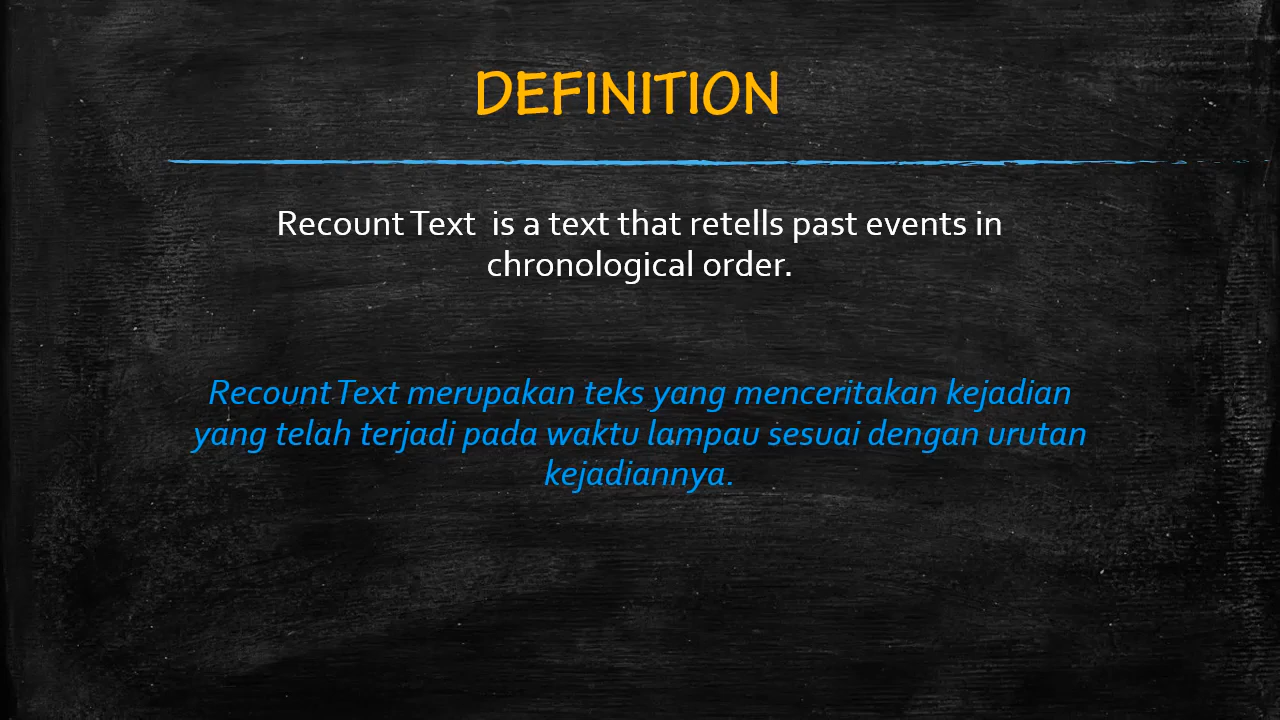 DEFINITION
Recount Text  is a text that retells past events in
chronological order.
Recount Text merupakan teks yang menceritakan kejadian
yang telah terjadi pada waktu lampau sesuai dengan urutan
kejadiannya.